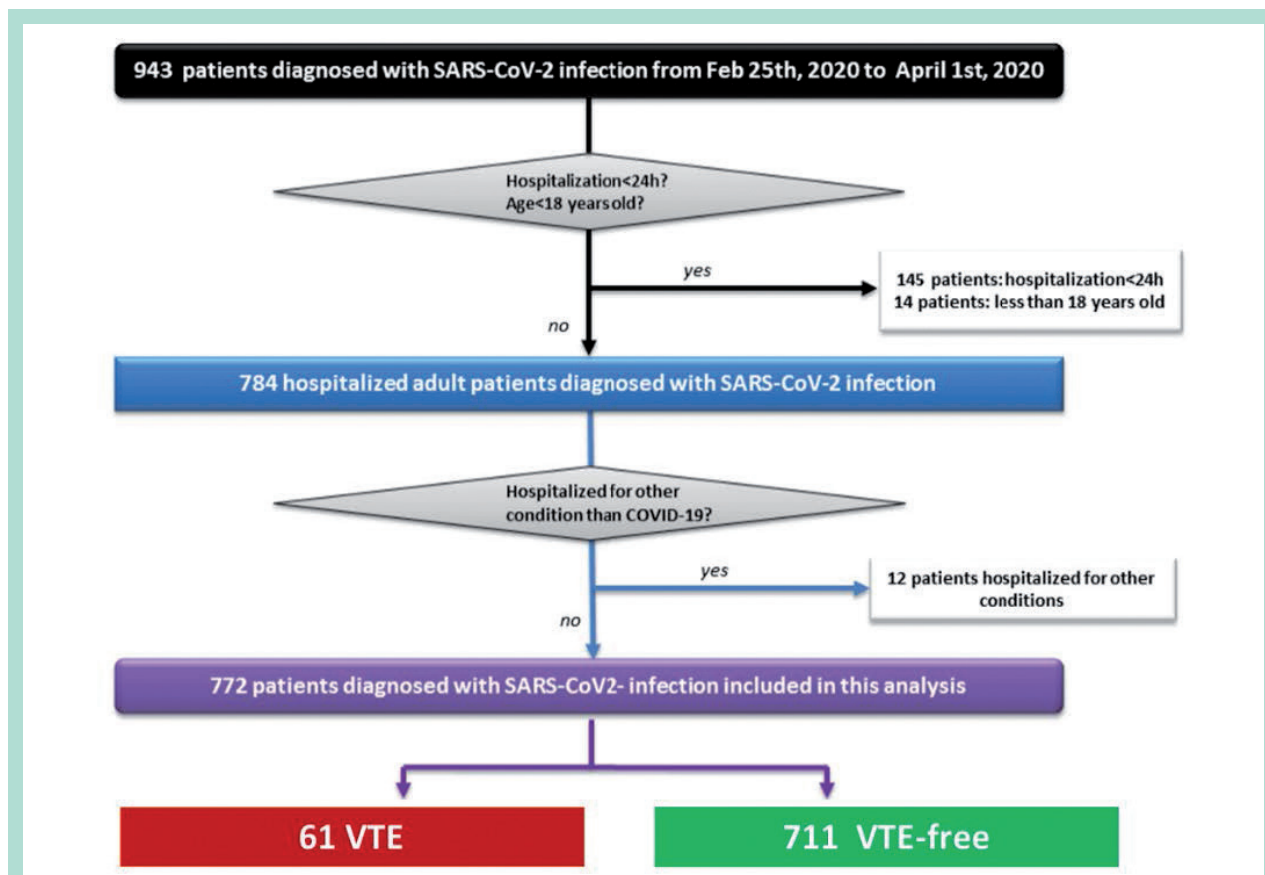 943 patients diagnosed with SARS-CoV-2 infection from Feb 25th, 2020 to April 1st, 2020
Hospitalization<24h?
Age<18 years old?
yes
145 patients: hospitalization<24h
14 patients: less than 18 years old
no
784 hospitalized adult patients diagnosed with SARS-CoV-2 infection
Hospitalized for other
condition than COVID-19?
yes
12 patients hospitalized for other
conditions
no
772 patients diagnosed with SARS-CoV2- infection included in this analysis
61 VTE
711 VTE-free